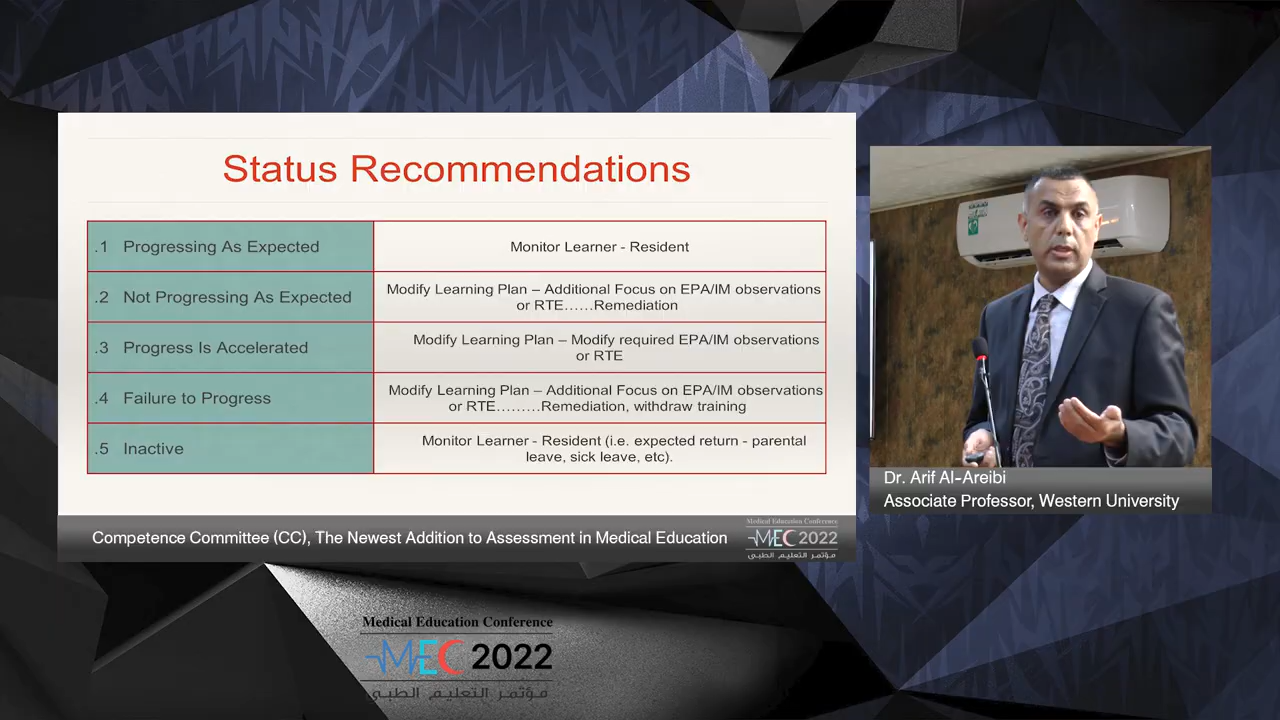 Status Recommendations
.1 Progressing As Expected
Monitor Learner - Resident
.2 Not Progressing As Expected
Modify Learning Plan – Additional Focus on EPA/IM observations
or RTE……Remediation
.3 Progress Is Accelerated
Modify Learning Plan – Modify required EPA/IM observations
or RTE
.4 Failure to Progress
Modify Learning Plan – Additional Focus on EPA/IM observations
or RTE………Remediation, withdraw training
.5 Inactive
Monitor Learner - Resident (i.e. expected return - parental
leave, sick leave, etc).
Dr. Arif Al-Areibi
Associate Professor, Western University
Competence Committee (CC), The Newest Addition to Assessment in Medical Education
Medical Education Conference
MEC 2022
مؤتمر التعليم الطبي
Medical Education Conference
MEC 2022
مؤتمر التعليم الطبي